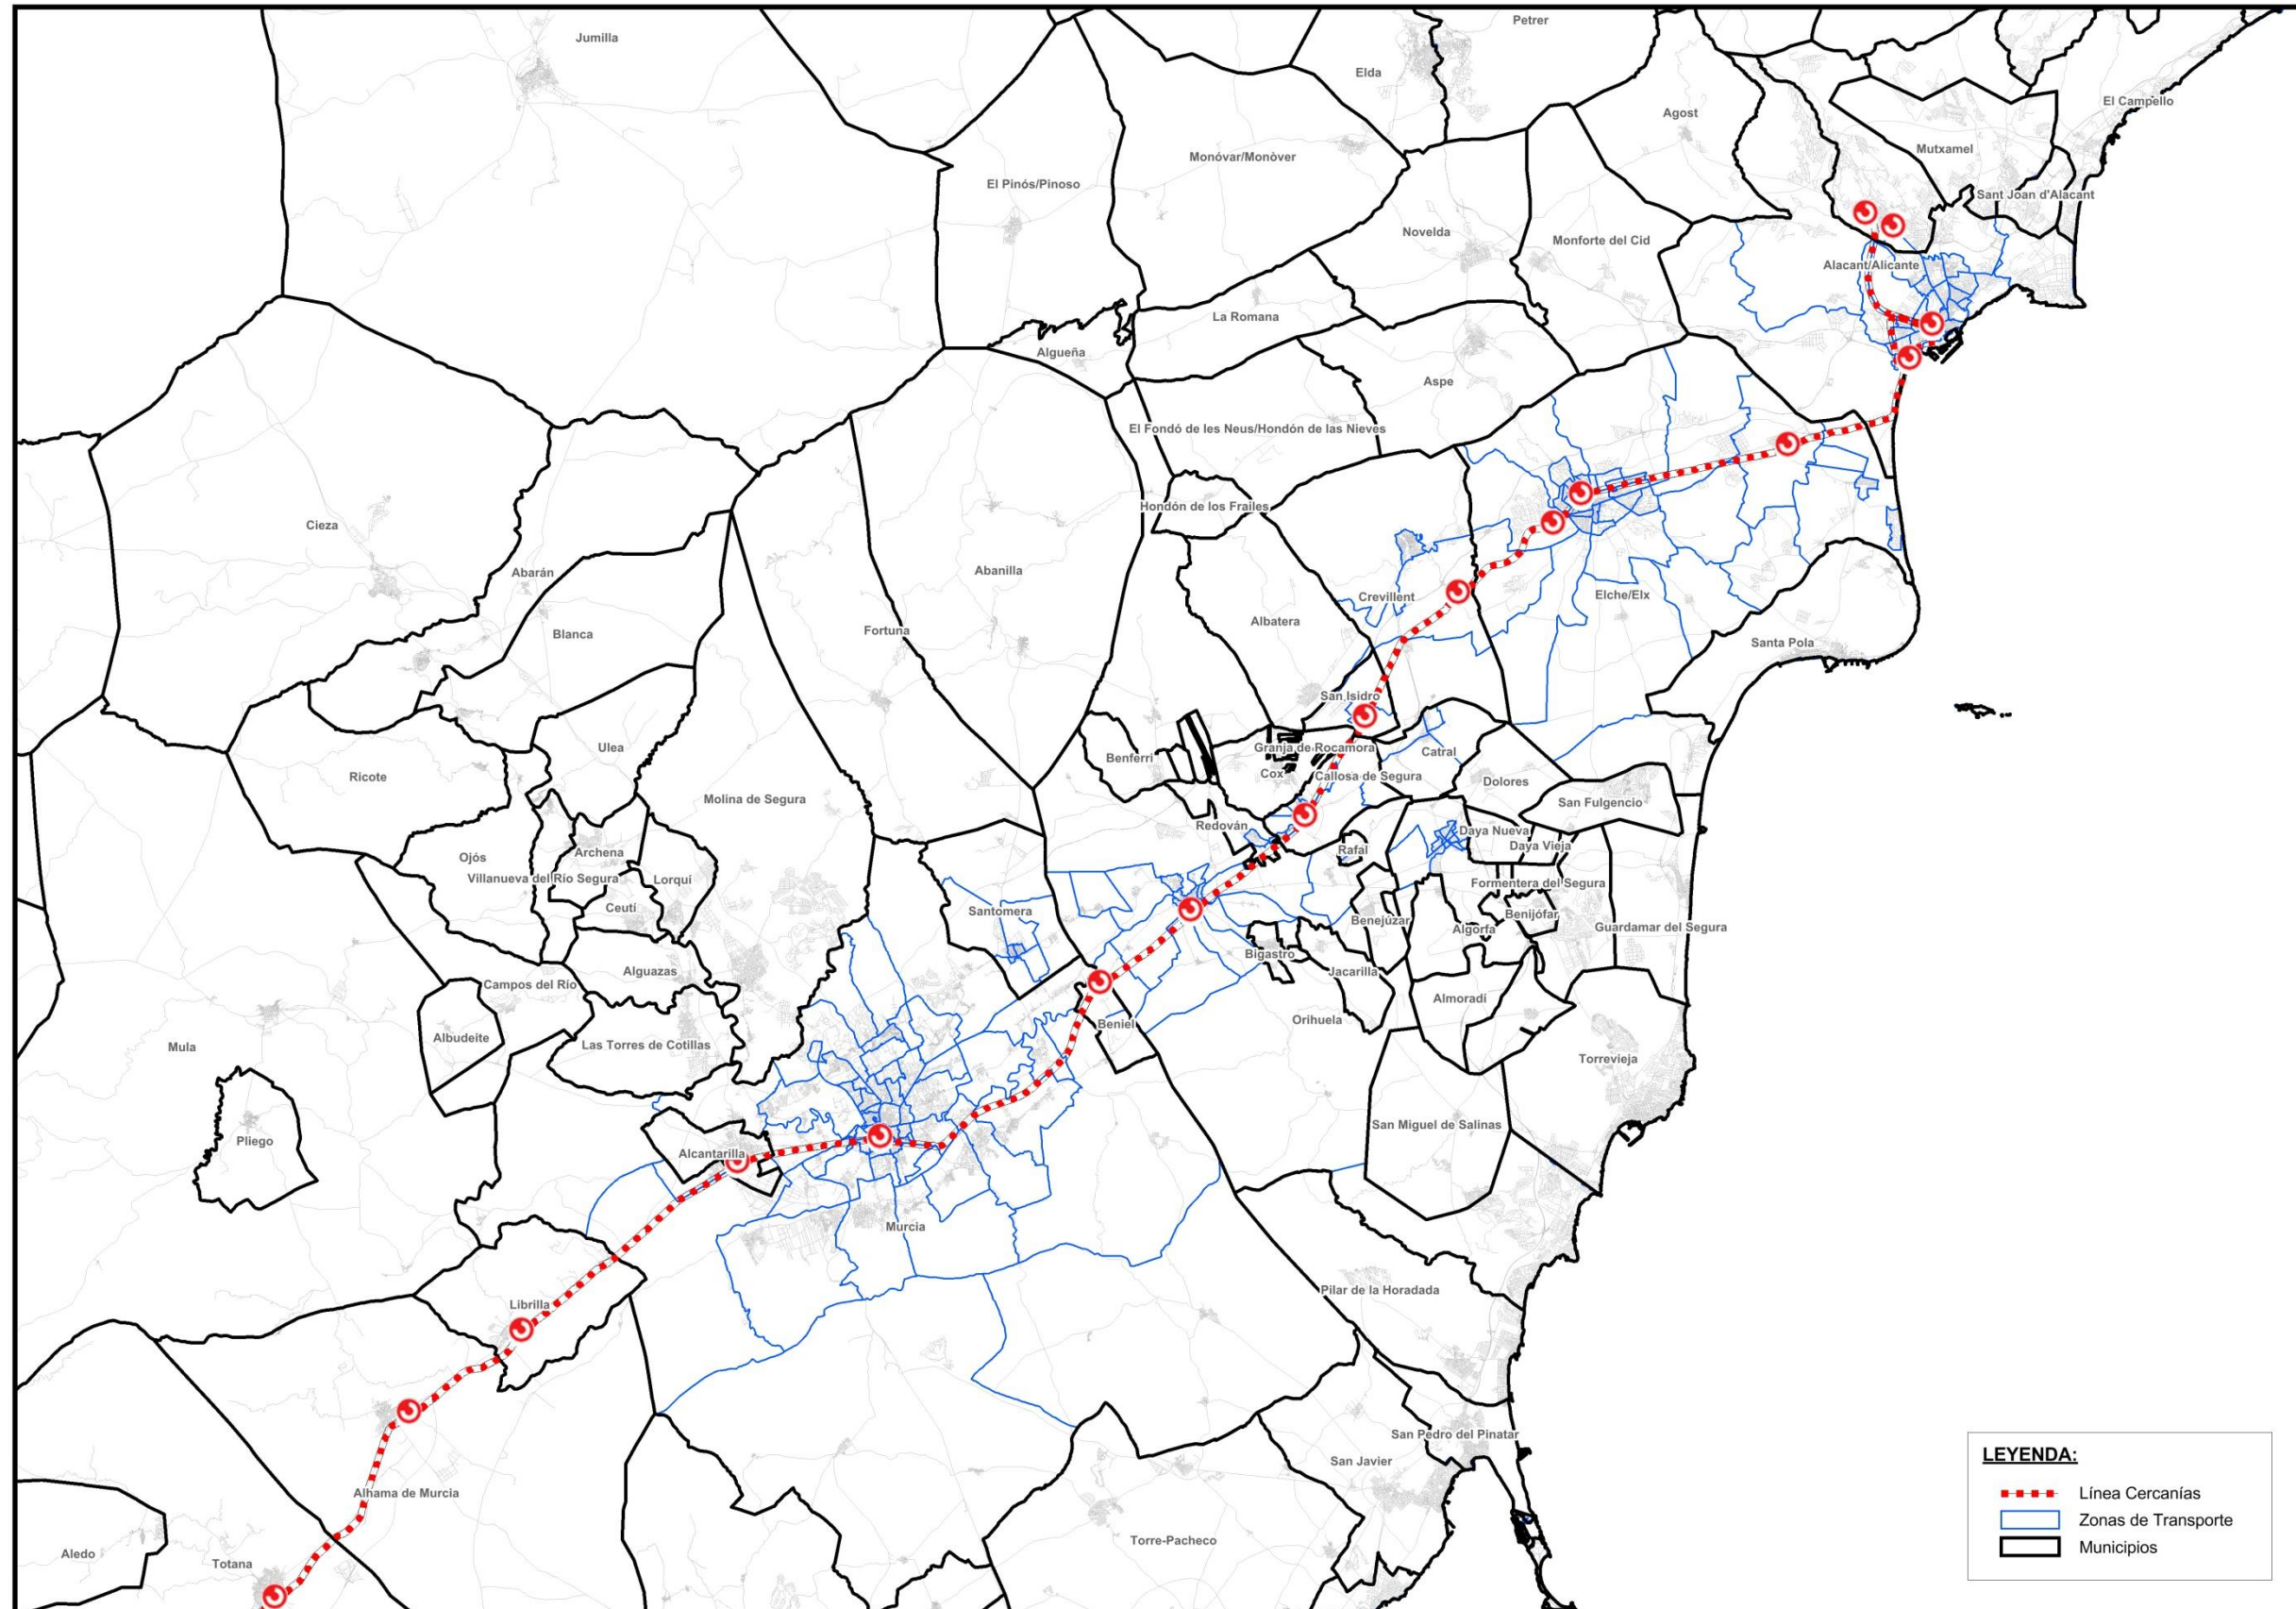 Petrer
Jumilla
Elda
El Campello
Agost
Mutxamel
Monóvar/Monòver
El Pinós/Pinoso
Sant Joan d'Alacant
Novelda
Monforte del Cid
Alacant/Alicante
La Romana
Algueña
Aspe
El Fondó de les Neus/Hondón de las Nieves
Hondón de los Frailes
Cieza
Abarán
Abanilla
Crevillent
Elche/Elx
Albatera
Blanca
Fortuna
Santa Pola
San Isidro
Ulea
Granja de Rocamora
Catral
Benferri
Ricote
Cox
Callosa de Segura
Dolores
Molina de Segura
San Fulgencio
Redován
Daya Nueva
Daya Vieja
Archena
Rafal
Ojós
Villanueva del Río Segura
Lorquí
Formentera del Segura
Ceutí
Santomera
Benejúzar
Benijófar
Algorfa
Guardamar del Segura
Bigastro
Alguazas
Jacarilla
Campos del Río
Almoradí
Orihuela
Beniel
Albudeite
Mula
Las Torres de Cotillas
Torrevieja
San Miguel de Salinas
Pliego
Alcantarilla
Murcia
Pilar de la Horadada
Librilla
San Pedro del Pinatar
San Javier
Alhama de Murcia
Torre-Pacheco
Aledo
Totana
LEYENDA:
Línea Cercanías
Zonas de Transporte
Municipios